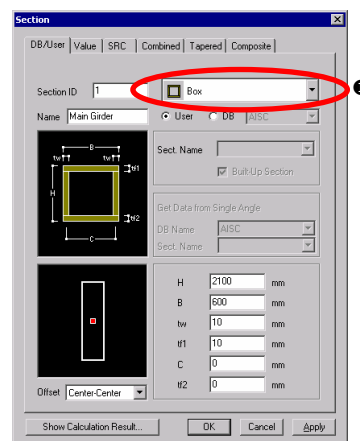 Section
DB/User Value SRC Combined Tapered Composite
Section ID 1 Box
Name Main Girder User DB AISC
B
tw tw
tf1
H
tf2
C
Sect. Name
Built-Up Section
Get Data from Single Angle
DB Name AISC
Sect. Name
H 2100 mm
B 600 mm
tw 10 mm
tf1 10 mm
C 0 mm
tf2 0 mm
Offset Center-Center
Show Calculation Result... OK Cancel Apply